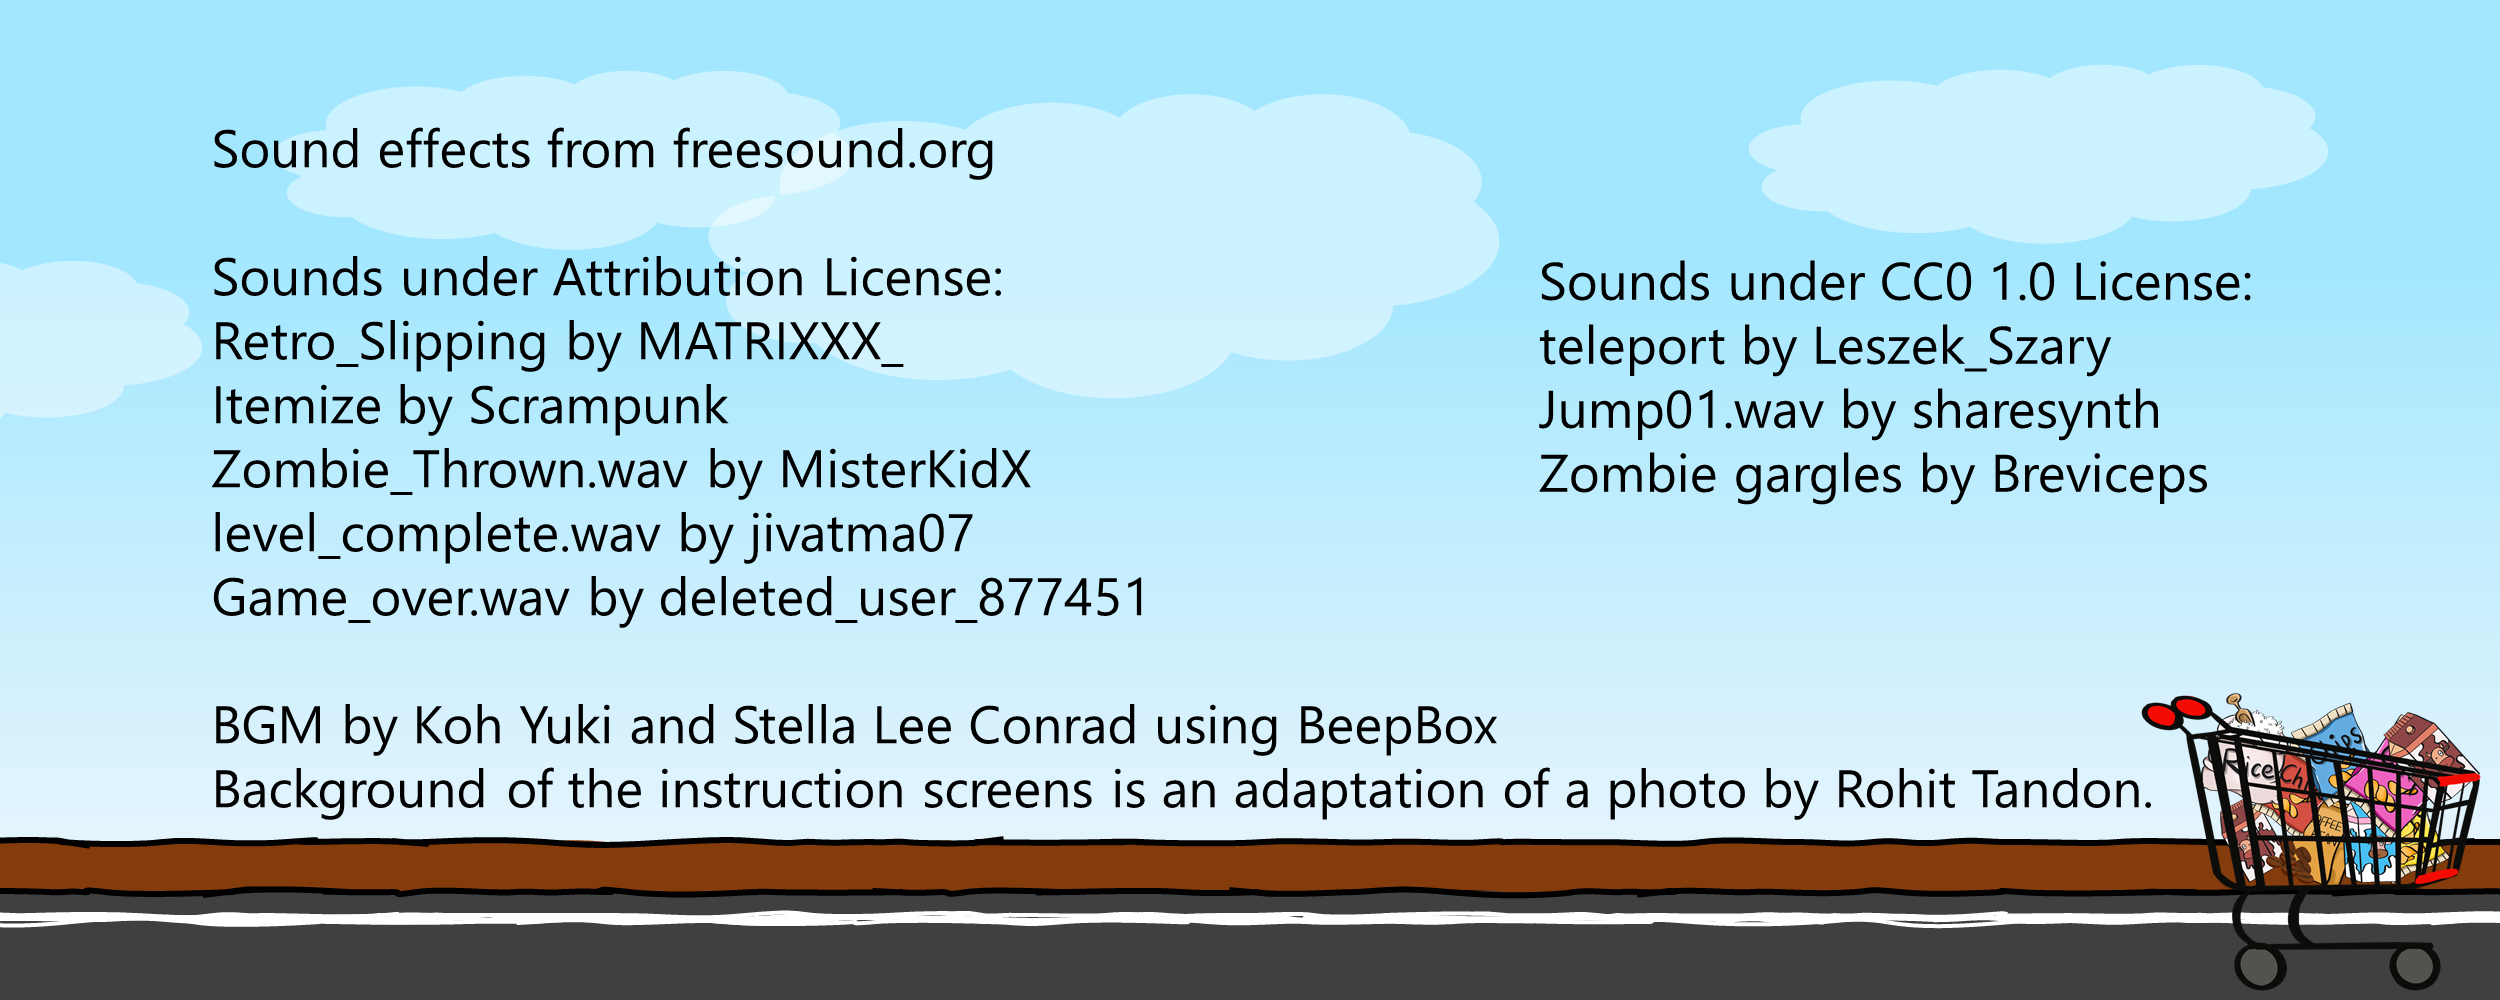 Sound effects from freesound.org
Sounds under Attribution License:
Retro_Slipping by MATRIXXX_
Itemize by Scrampunk
Zombie_Thrown.wav by MisterKidX
level_complete.wav by jivatma07
Game_over.wav by deleted_user_877451
Sounds under CC0 1.0 License:
teleport by Leszek_Szary
Jump01.wav by sharesynth
Zombie gargles by Breviceps
BGM by Koh Yuki and Stella Lee Conrad using BeepBox
Background of the instruction screens is an adaptation of a photo by Rohit Tandon.
Rice